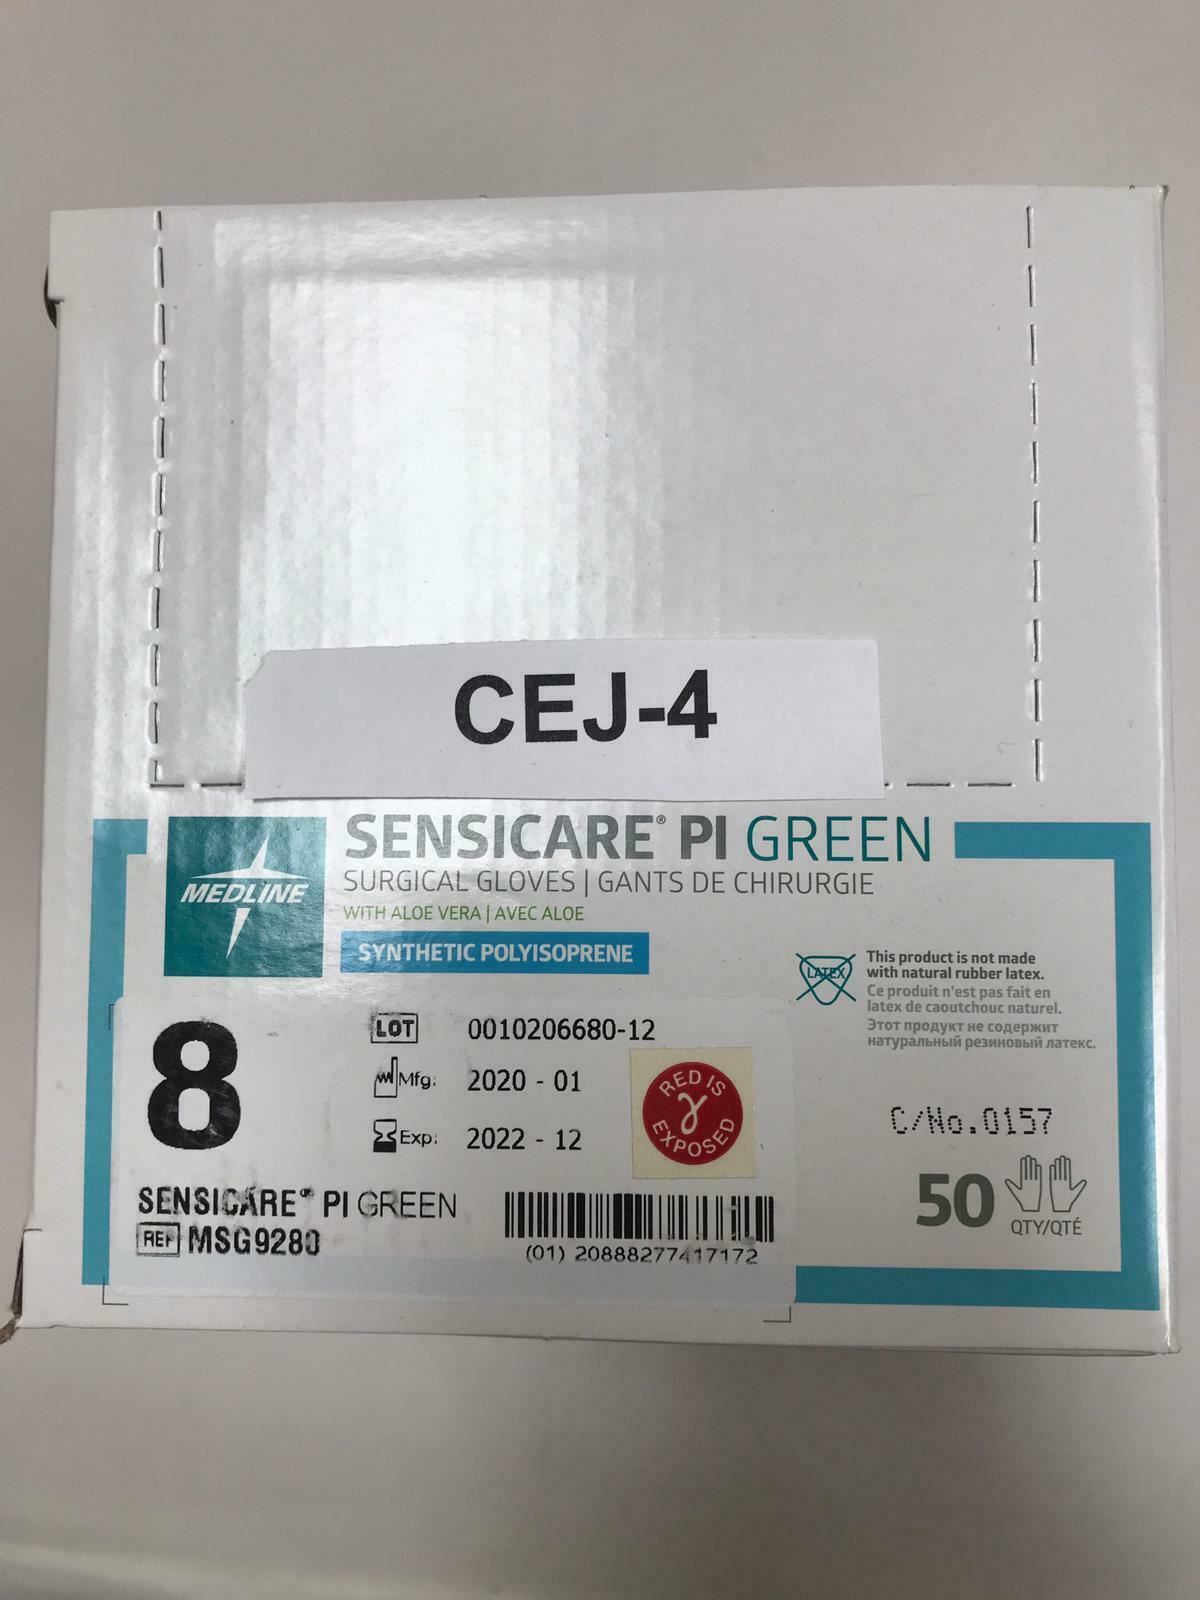 CEJ-4
SENSICARE® PI GREEN
MEDLINE
SURGICAL GLOVES | GANTS DE CHIRURGIE
WITH ALOE VERA | AVEC ALOE
SYNTHETIC POLYISOPRENE
LATEX
This product is not made
with natural rubber latex.
Ce produit n'est pas fait en
latex de caoutchouc naturel.
Этот продукт не содержит
натуральный резиновый латекс.
8
LOT 0010206680-12
Mfg: 2020 - 01
Exp: 2022 - 12
RED IS
γ
EXPOSED
C/No.0157
50
QTY/QTÉ
SENSICARE® PI GREEN
REF MSG9280
(01) 20888277417172